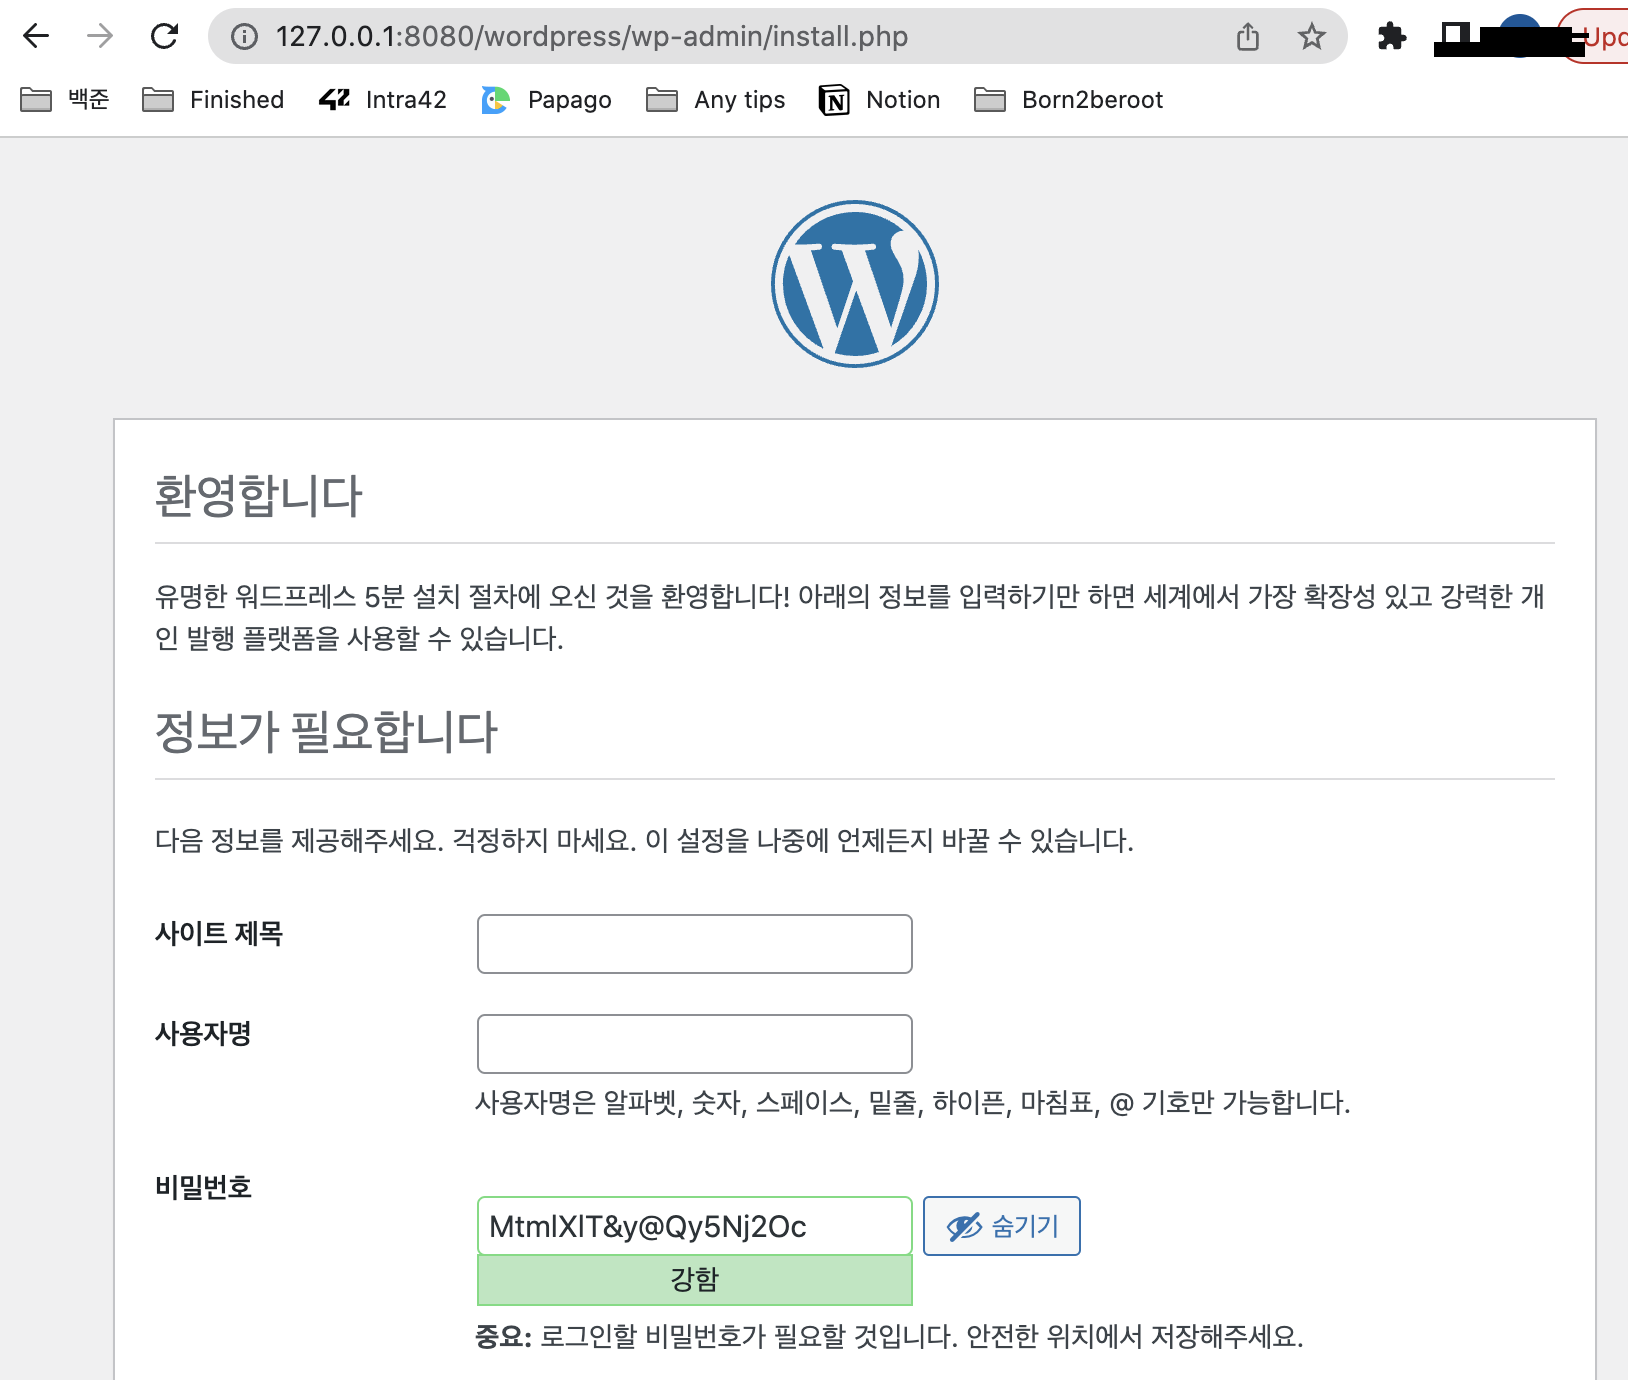 127.0.0.1:8080/wordpress/wp-admin/install.php
백준 Finished Intra42 Papago Any tips Notion Born2beroot
환영합니다
유명한 워드프레스 5분 설치 절차에 오신 것을 환영합니다! 아래의 정보를 입력하기만 하면 세계에서 가장 확장성 있고 강력한 개
인 발행 플랫폼을 사용할 수 있습니다.
정보가 필요합니다
다음 정보를 제공해주세요. 걱정하지 마세요. 이 설정을 나중에 언제든지 바꿀 수 있습니다.
사이트 제목
사용자명
사용자명은 알파벳, 숫자, 스페이스, 밑줄, 하이픈, 마침표, @ 기호만 가능합니다.
비밀번호
MtmlXlT&y@Qy5Nj2Oc 숨기기
강함
중요: 로그인할 비밀번호가 필요할 것입니다. 안전한 위치에서 저장해주세요.